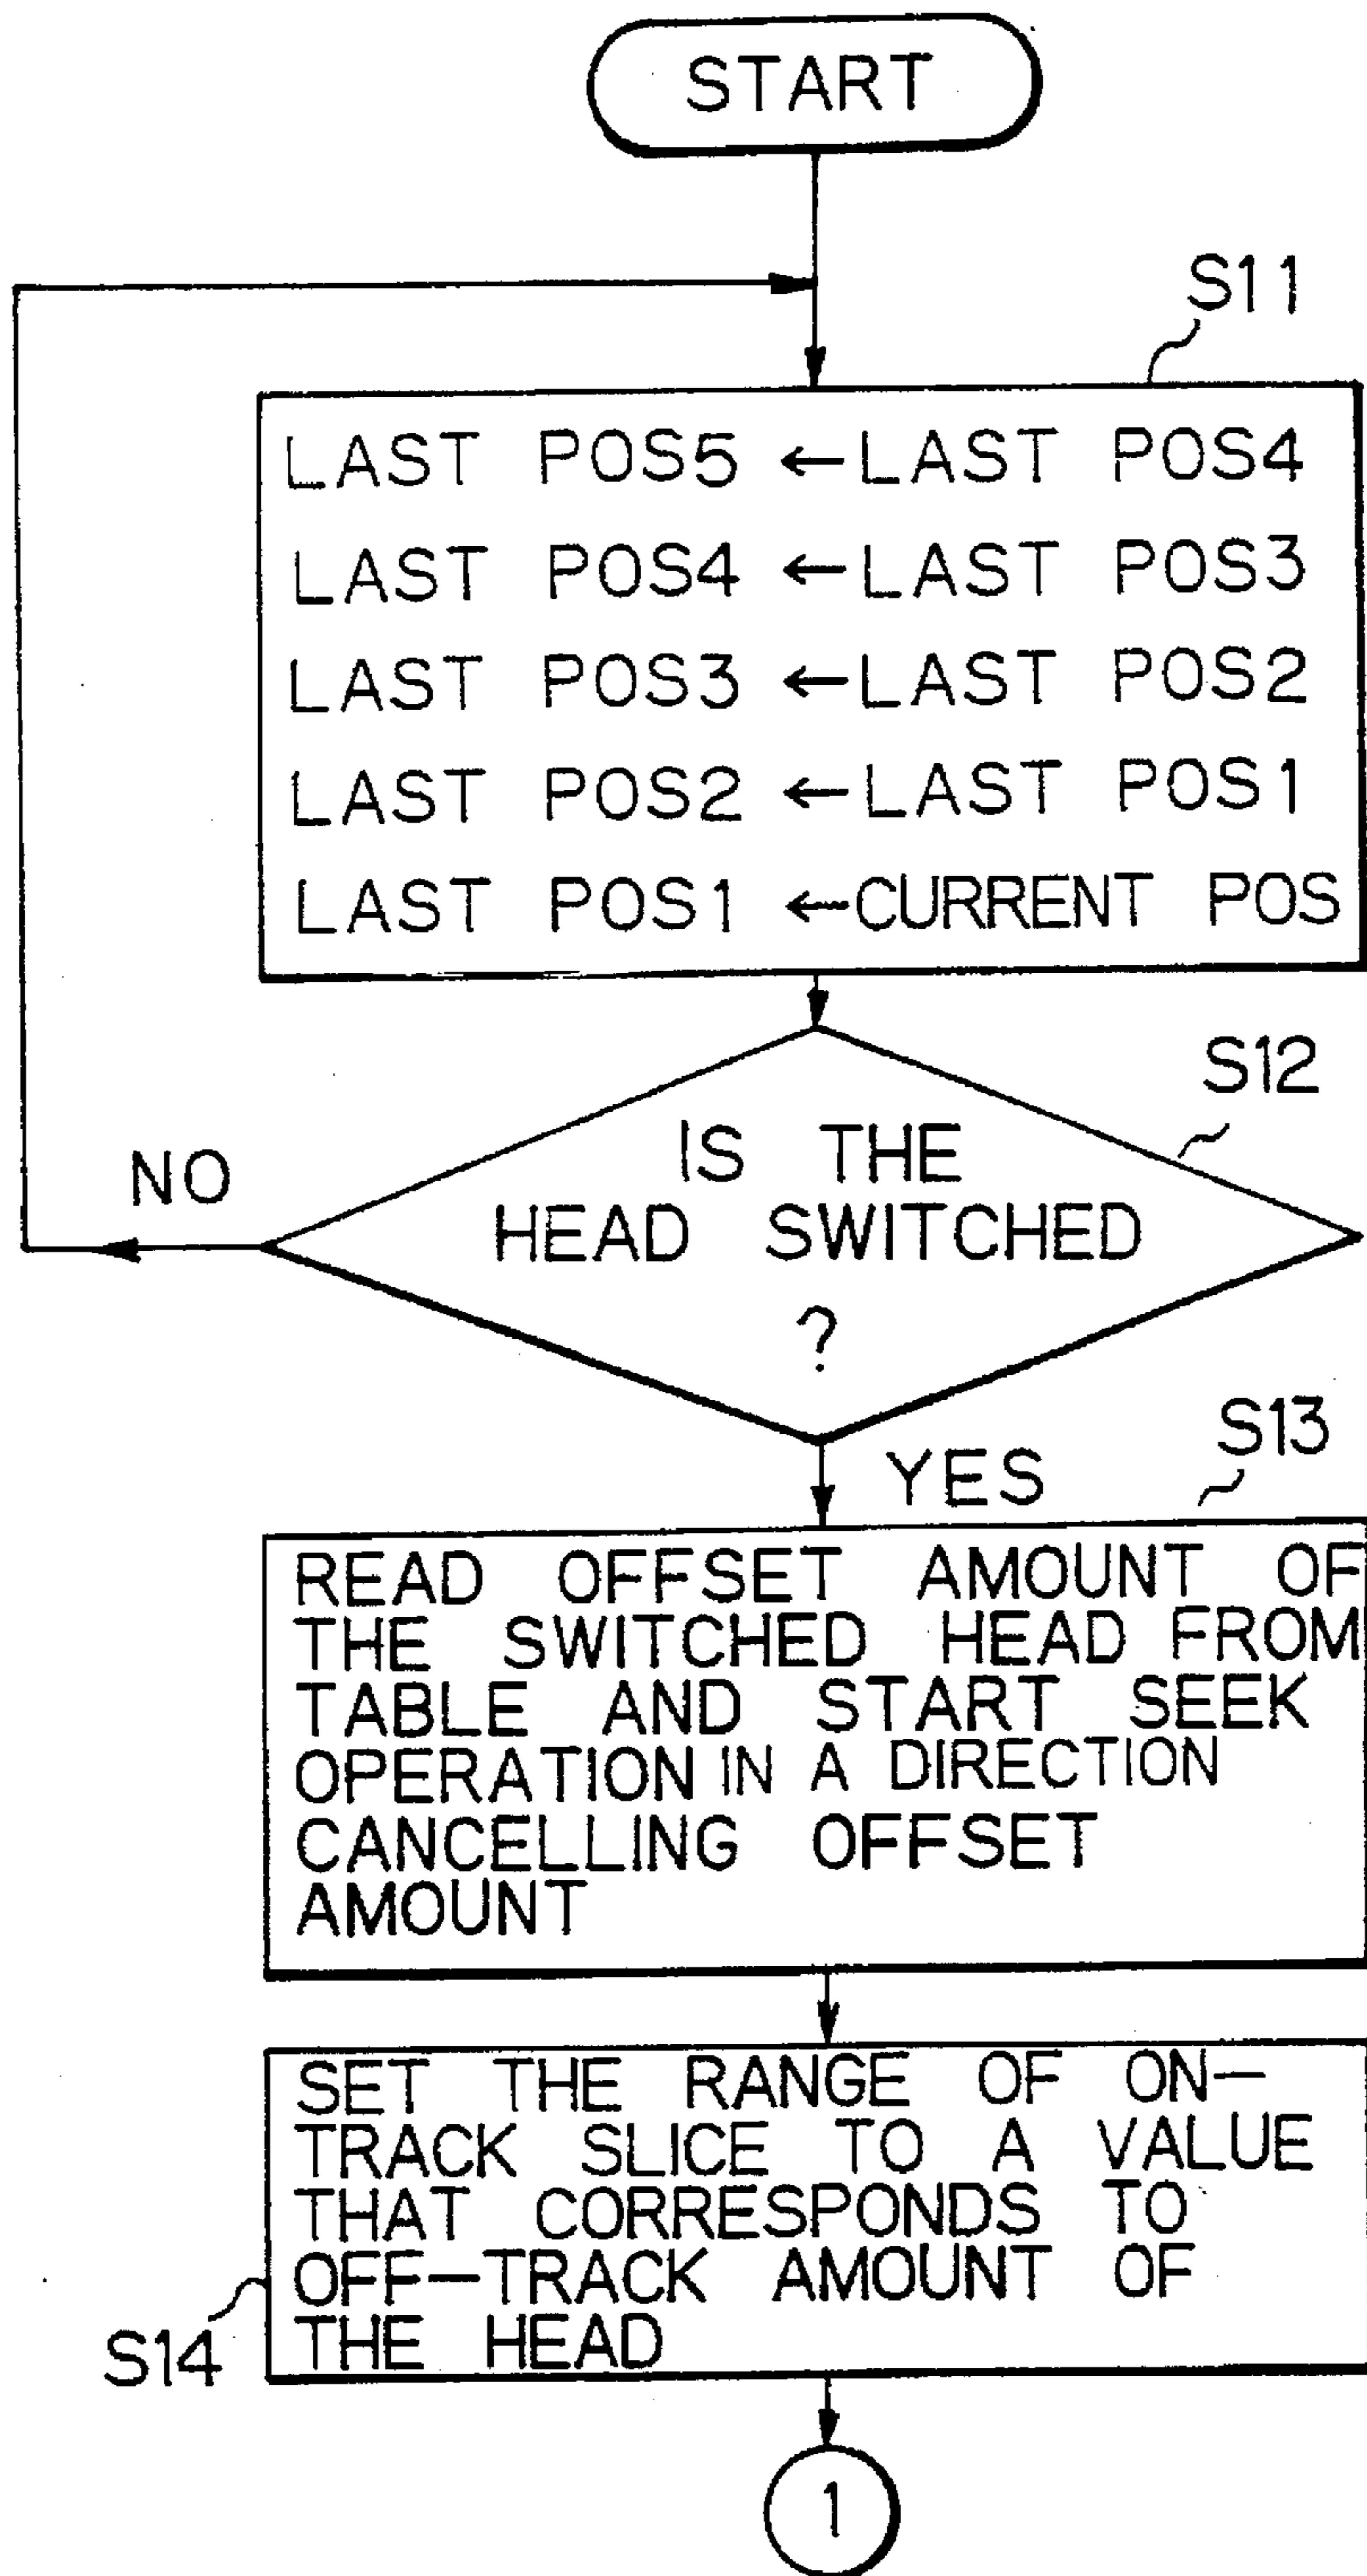 START
S11
LAST POS5 ←LAST POS4
LAST POS4 ←LAST POS3
LAST POS3 ←LAST POS2
LAST POS2 ←LAST POS1
LAST POS1 ←CURRENT POS
S12
IS THE
HEAD SWITCHED
?
NO
YES
S13
READ OFFSET AMOUNT OF
THE SWITCHED HEAD FROM
TABLE AND START SEEK
OPERATION IN A DIRECTION
CANCELLING OFFSET
AMOUNT
SET THE RANGE OF ON-
TRACK SLICE TO A VALUE
THAT CORRESPONDS TO
OFF-TRACK AMOUNT OF
THE HEAD
S14
1